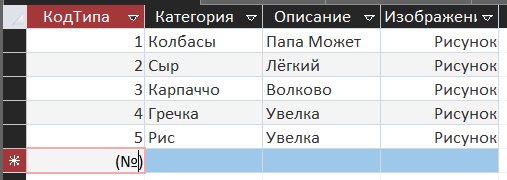 КодТипа Категория Описание Изображени
1 Колбасы Папа Может Рисунок
2 Сыр Лёгкий Рисунок
3 Карпаччо Волково Рисунок
4 Гречка Увелка Рисунок
5 Рис Увелка Рисунок
(№)